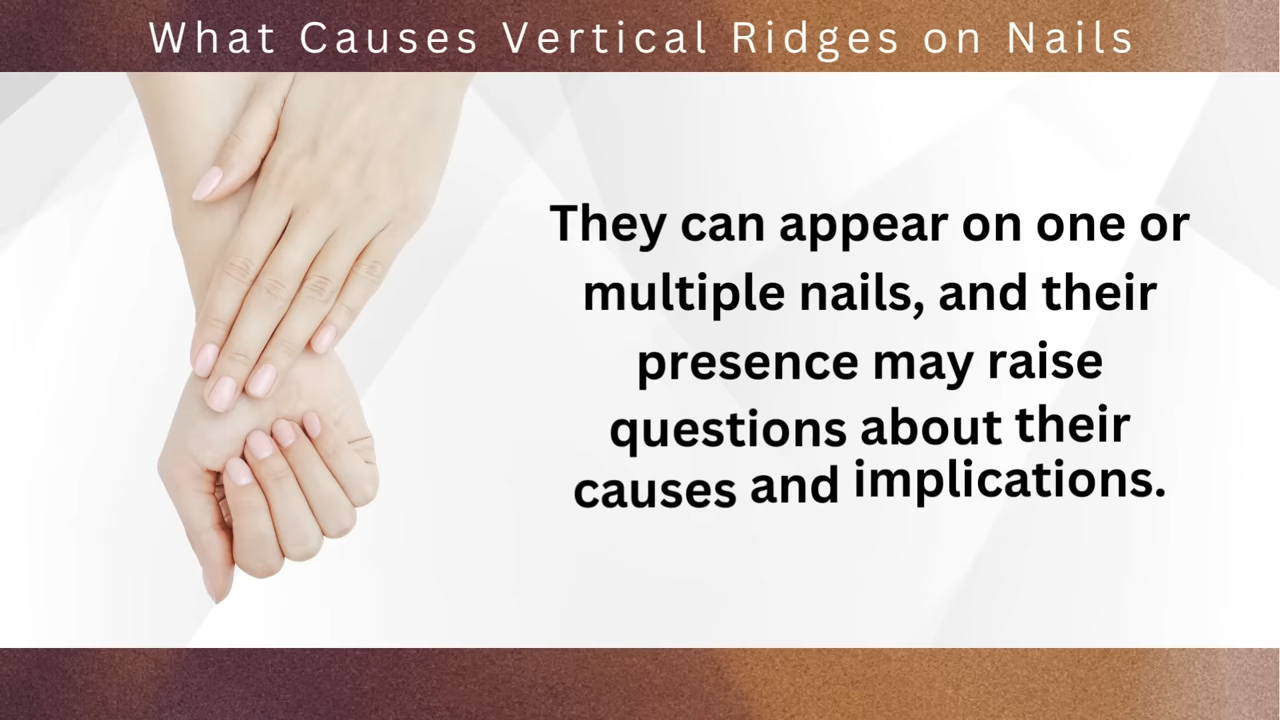 What Causes Vertical Ridges on Nails
They can appear on one or
multiple nails, and their
presence may raise
questions about their
causes and implications.